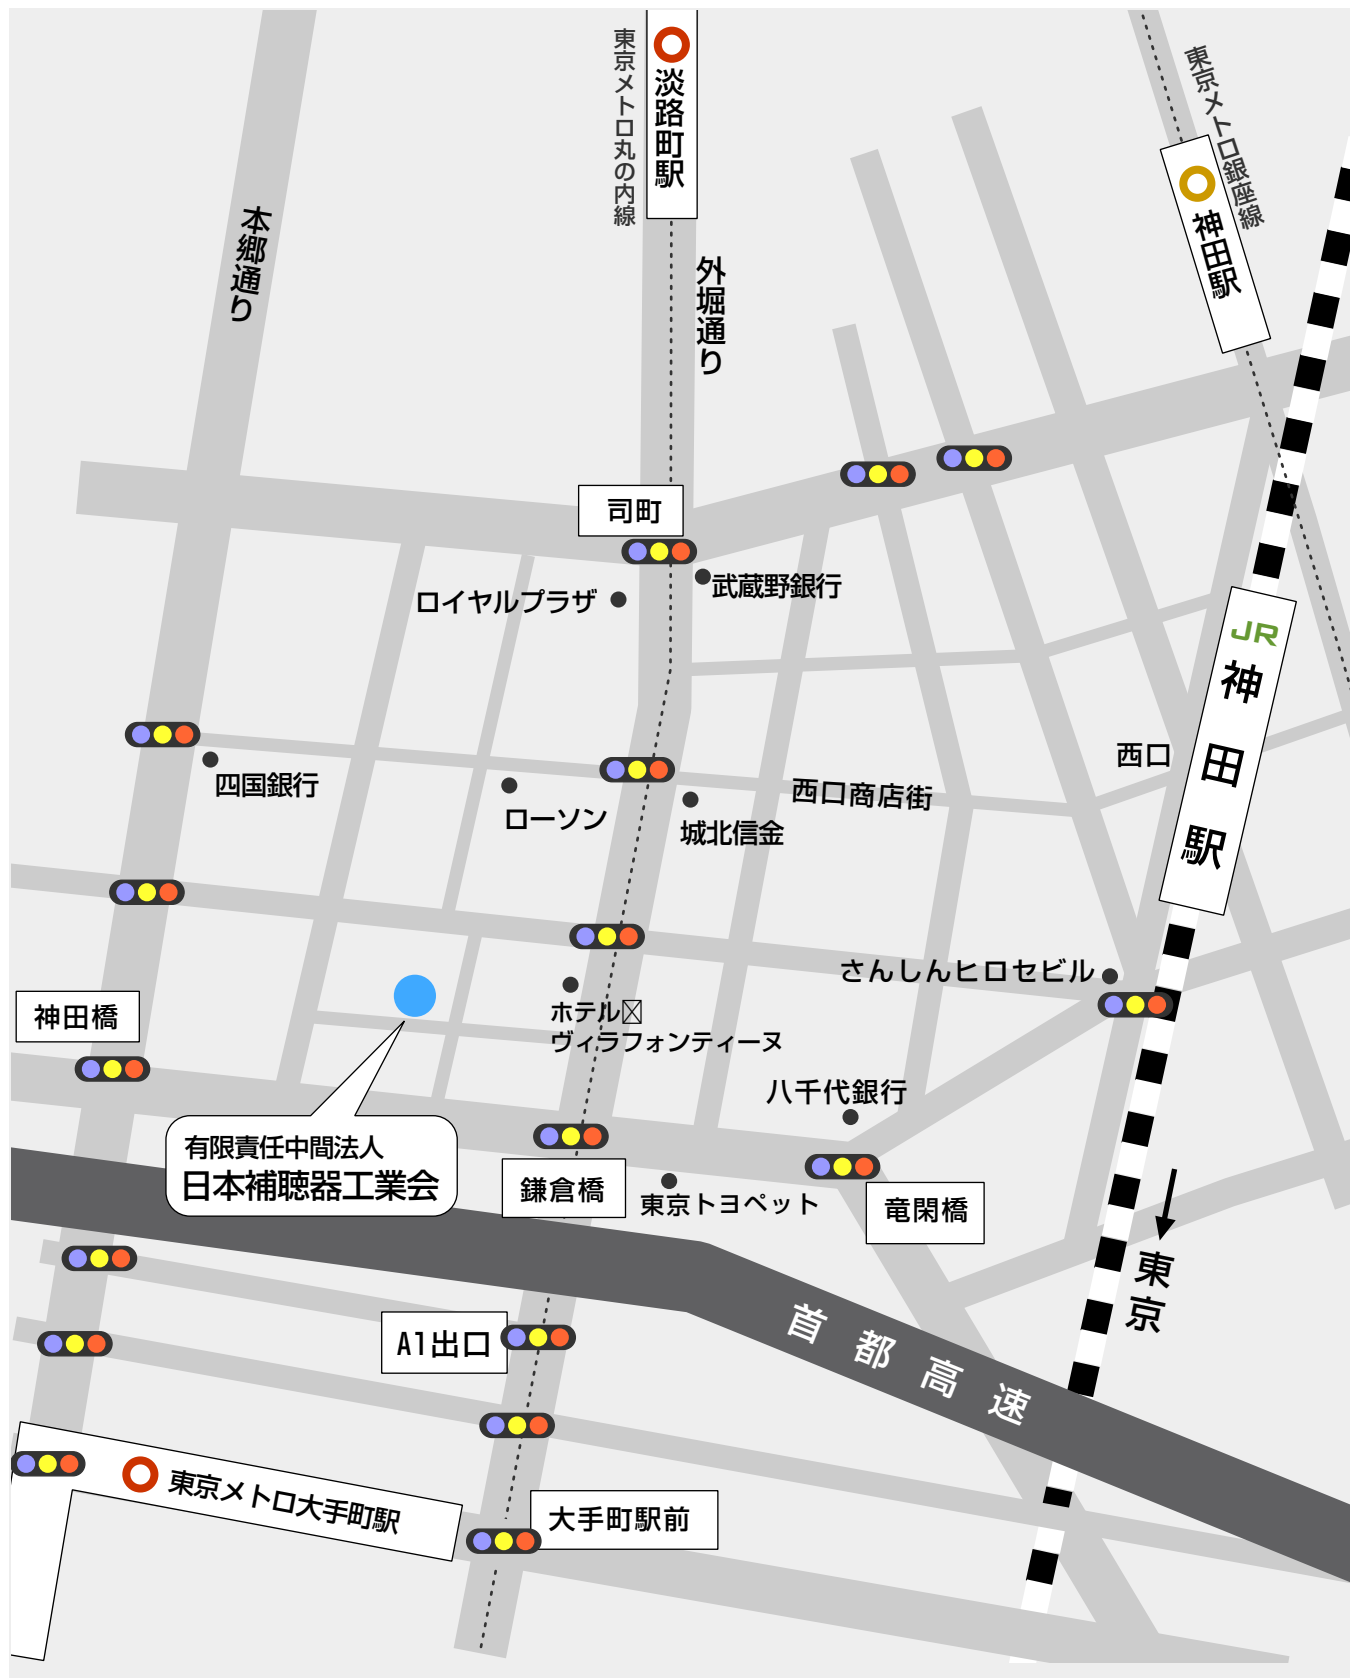 東京メトロ丸の内線
淡路町駅
東京メトロ銀座線
神田駅
本郷通り
外堀通り
司町
武蔵野銀行
ロイヤルプラザ
JR
神田駅
西口
四国銀行
ローソン
城北信金
西口商店街
さんしんヒロセビル
神田橋
ホテル
ヴィラフォンティーヌ
八千代銀行
有限責任中間法人
日本補聴器工業会
鎌倉橋
東京トヨペット
竜閑橋
東京
首都高速
A1出口
東京メトロ大手町駅
大手町駅前